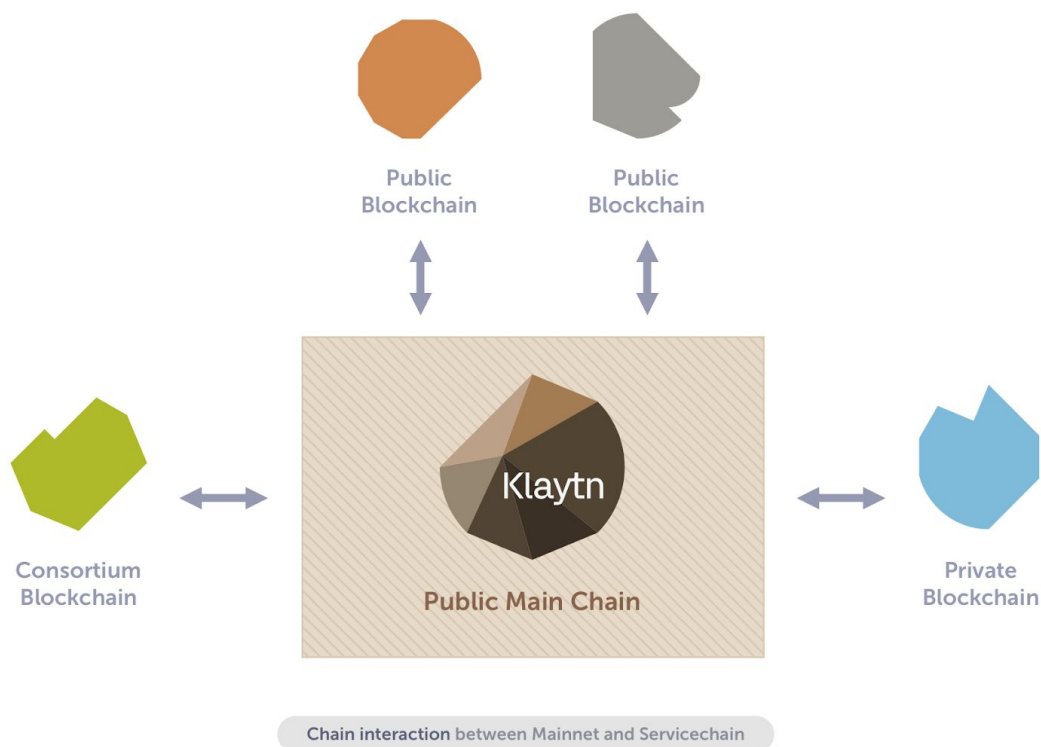 Public
Blockchain
Public
Blockchain
Consortium
Blockchain
Klaytn
Public Main Chain
Private
Blockchain
Chain interaction between Mainnet and Servicechain